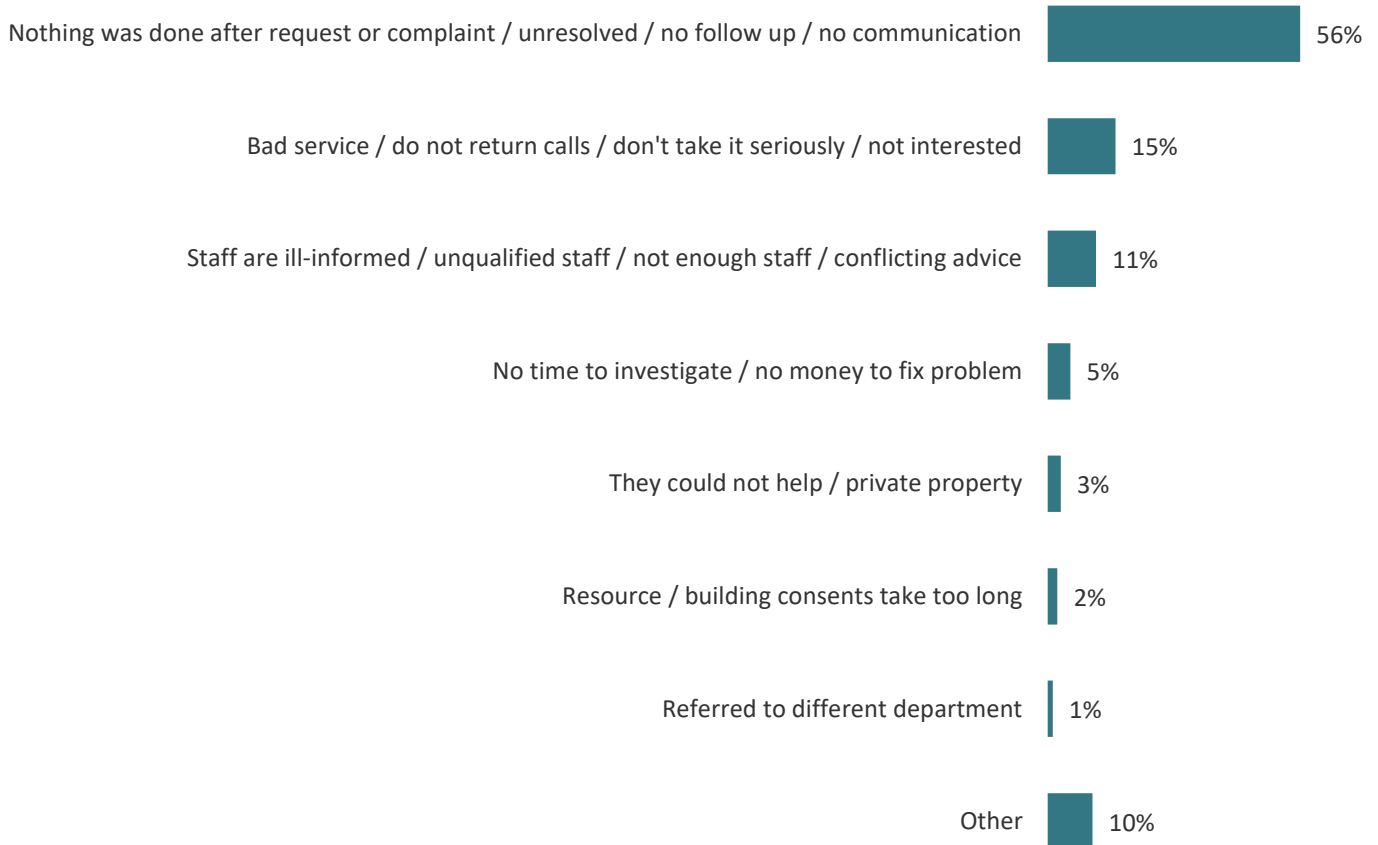 Nothing was done after request or complaint / unresolved / no follow up / no communication 56%
Bad service / do not return calls / don't take it seriously / not interested 15%
Staff are ill-informed / unqualified staff / not enough staff / conflicting advice 11%
No time to investigate / no money to fix problem 5%
They could not help / private property 3%
Resource / building consents take too long 2%
Referred to different department 1%
Other 10%